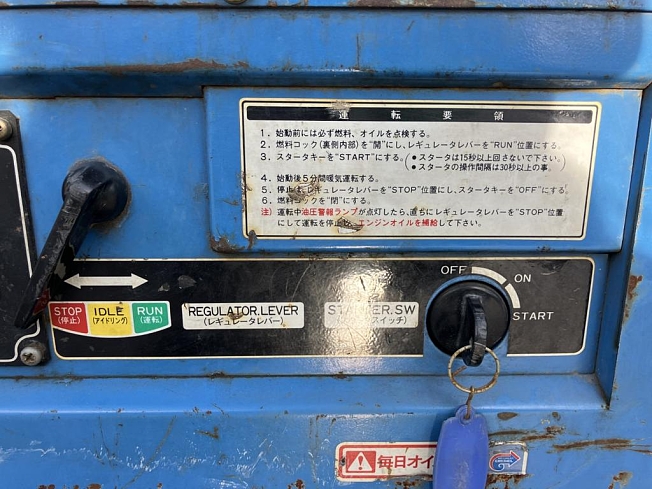 運転要領
1. 始動前には必ず燃料、オイルを点検する。
2. 燃料コック(裏側内部)を"開"にし、レギュレータレバーを"RUN"位置にする。
3. スタータキーを"START"にする。(●スタータは15秒以上回さないで下さい。
●スタータの操作間隔は30秒以上の事。)
4. 始動後5分間暖気運転する。
5. 停止は、レギュレータレバーを"STOP"位置にし、スタータキーを"OFF"にする。
6. 燃料コックを"閉"にする。
注) 運転中油圧警報ランプが点灯したら、直ちにレギュレータレバーを"STOP"位置
にして運転を停止し、エンジンオイルを補給して下さい。
OFF
ON
START
STOP
(停止)
IDLE
(アイドリング)
RUN
(運転)
REGULATOR.LEVER
(レギュレータレバー)
STARTER.SW
スイッチ)
毎日オイ